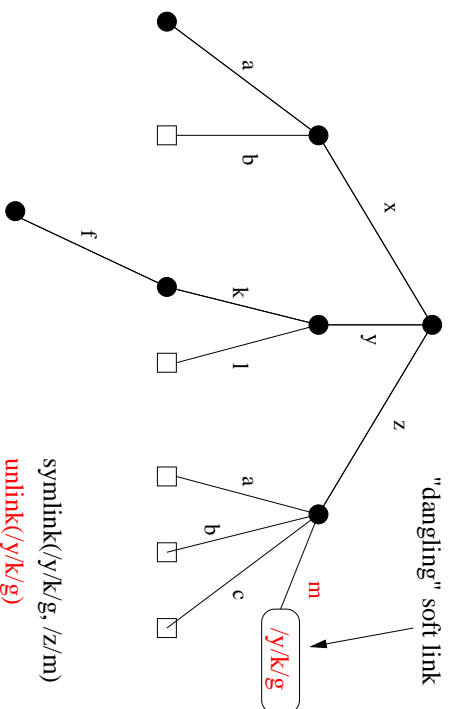 "dangling" soft link
x
y
z
a
b
k
l
a
b
c
m
/y/k/g
f
symlink(/y/k/g, /z/m)
unlink(/y/k/g)